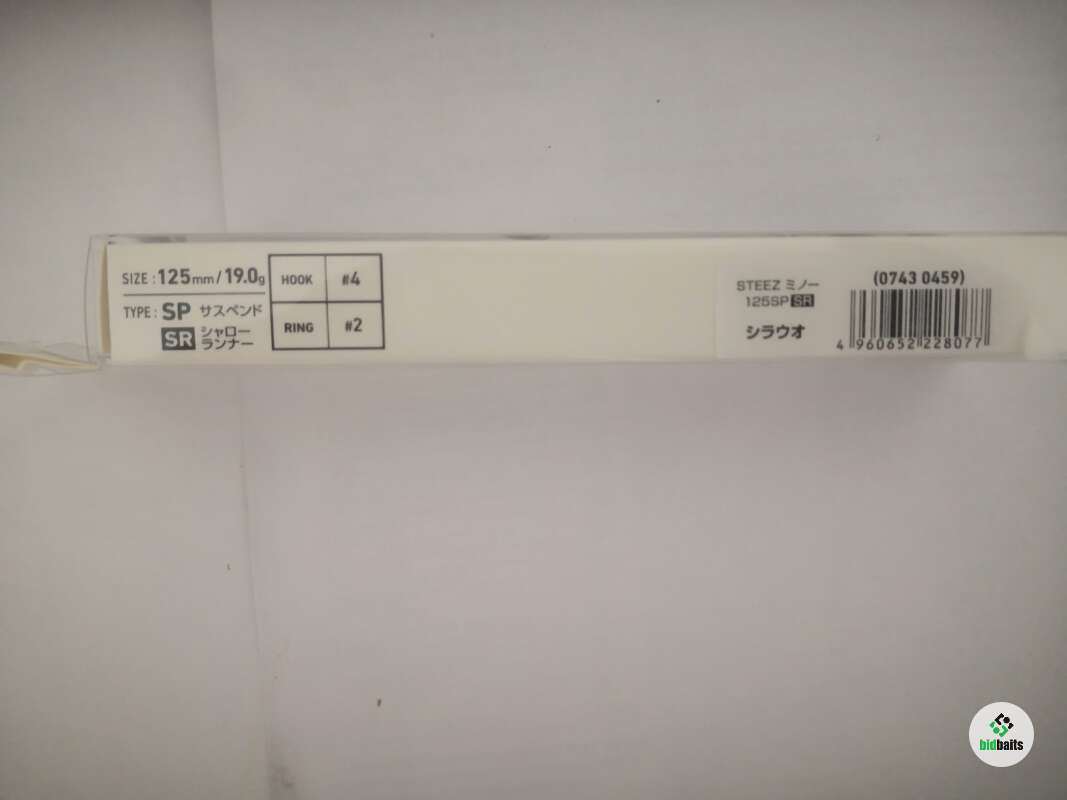 SIZE : 125mm / 19.0g
TYPE : SP サスペンド
SR シャロー
ランナー
HOOK #4
RING #2
STEEZ ミノー
125SP SR
シラウオ
(0743 0459)
4 960652 228077
bidbaits